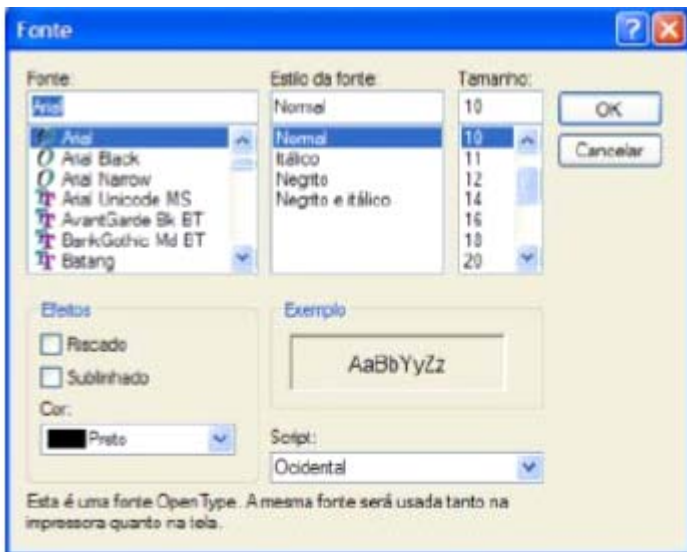 Fonte
Fonte:
Arial
Arial
Arial Black
Arial Narrow
Arial Unicode MS
AvantGarde Bk BT
BankGothic Md BT
Batang
Estilo da fonte:
Normal
Normal
Itálico
Negrito
Negrito e itálico
Tamanho:
10
10
11
12
14
16
18
20
OK
Cancelar
Efeitos
Riscado
Sublinhado
Cor:
Preto
Exemplo
AaBbYyZz
Script:
Ocidental
Esta é uma fonte OpenType. A mesma fonte será usada tanto na
impressora quanto na tela.